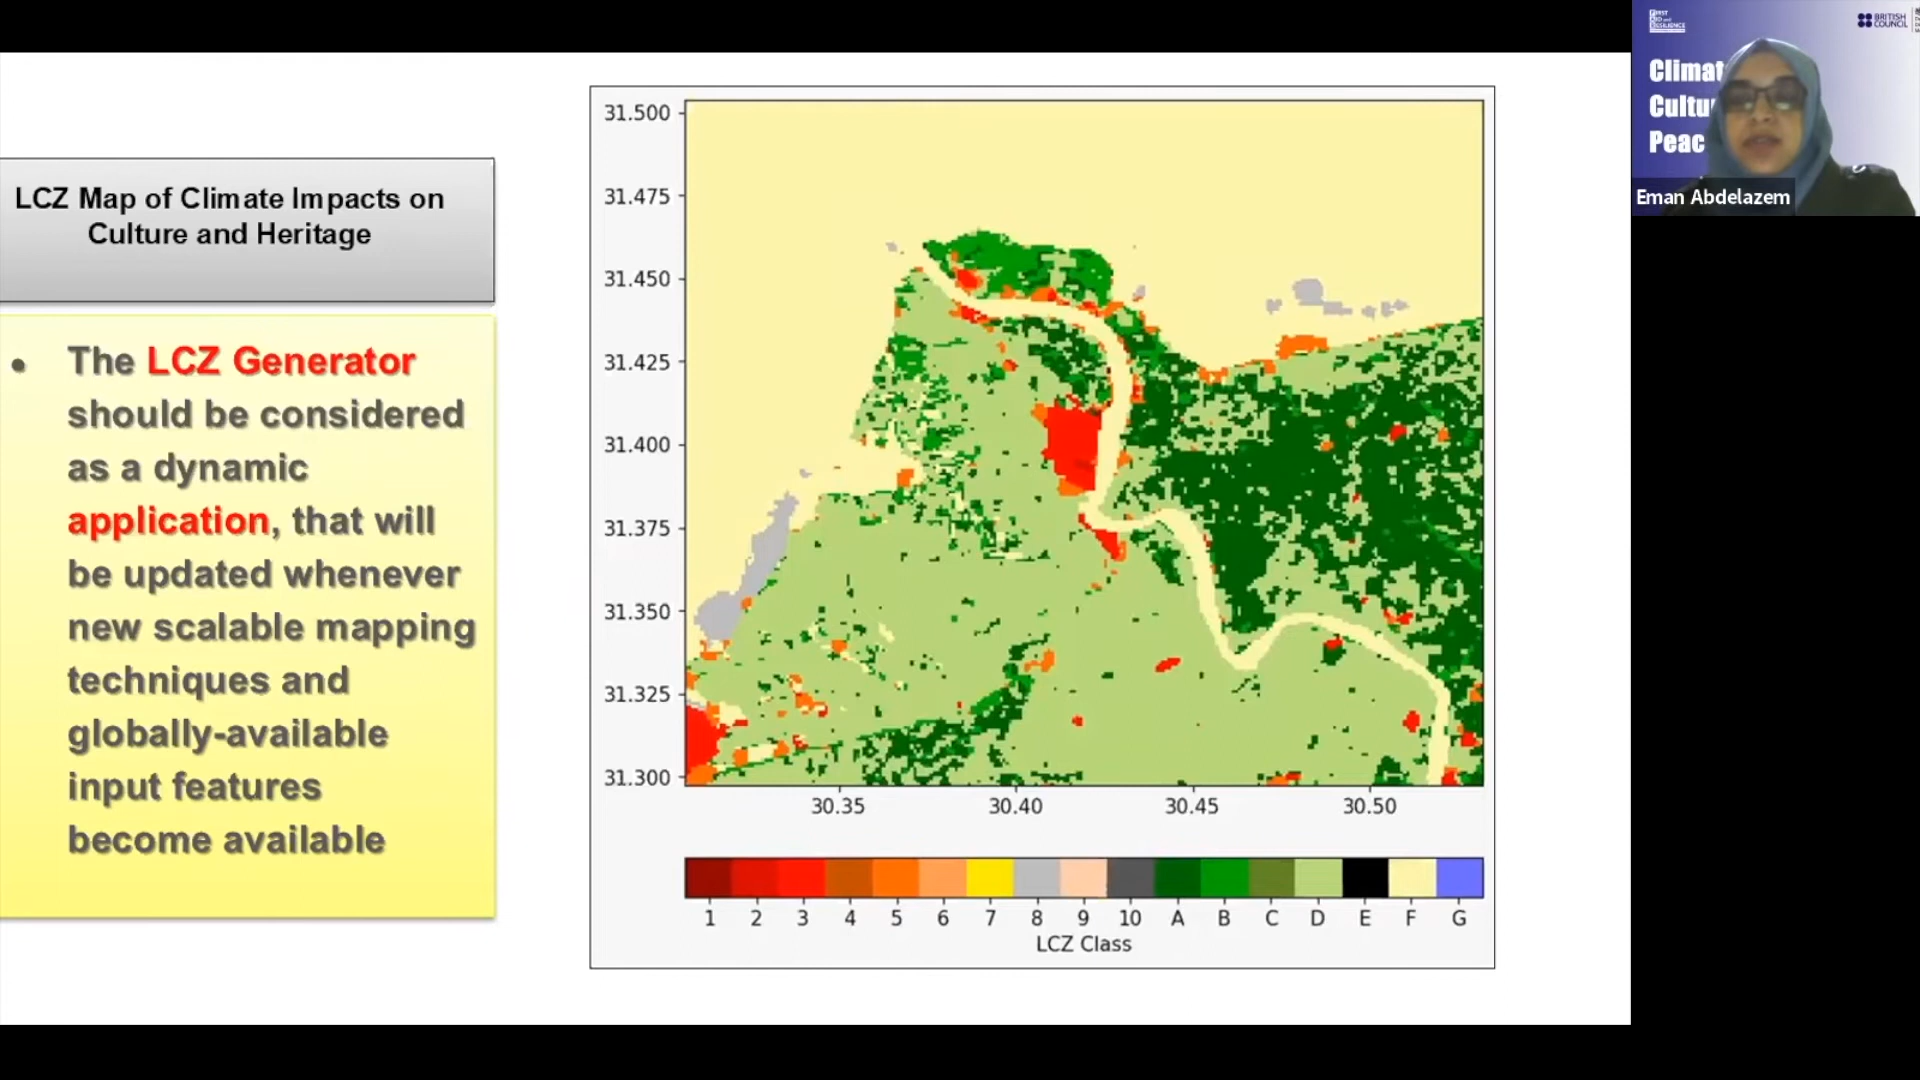 LCZ Map of Climate Impacts on
Culture and Heritage
• The LCZ Generator
should be considered
as a dynamic
application, that will
be updated whenever
new scalable mapping
techniques and
globally-available
input features
become available
31.500
31.475
31.450
31.425
31.400
31.375
31.350
31.325
31.300
30.35 30.40 30.45 30.50
1 2 3 4 5 6 7 8 9 10 A B C D E F G
LCZ Class
BRITISH
COUNCIL
Climat
Cultu
Peac
Eman Abdelazem